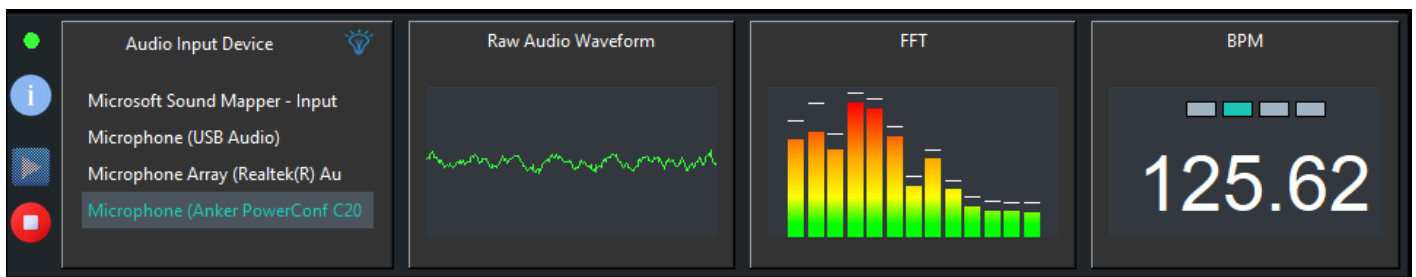 Audio Input Device
Microsoft Sound Mapper - Input
Microphone (USB Audio)
Microphone Array (Realtek(R) Au
Microphone (Anker PowerConf C20
Raw Audio Waveform
FFT
BPM
125.62
i